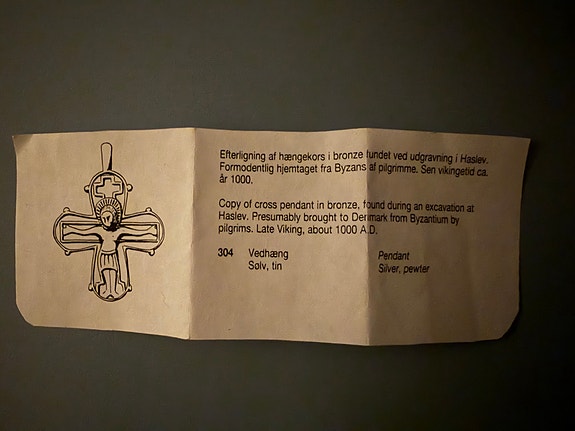 Efterligning af hængekors i bronze fundet ved udgravning i Haslev.
Formodentlig hjemtaget fra Byzans af pilgrimme. Sen vikingetid ca.
år 1000.
Copy of cross pendant in bronze, found during an excavation at
Haslev. Presumably brought to Denmark from Byzantium by
pilgrims. Late Viking, about 1000 A.D.
304 Vedhæng Pendant
Sølv, tin Silver, pewter